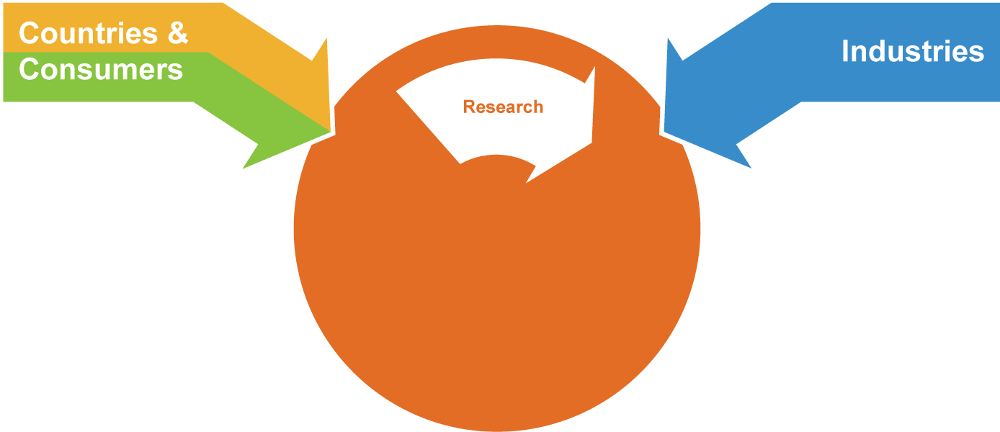 Countries &
Consumers
Industries
Research